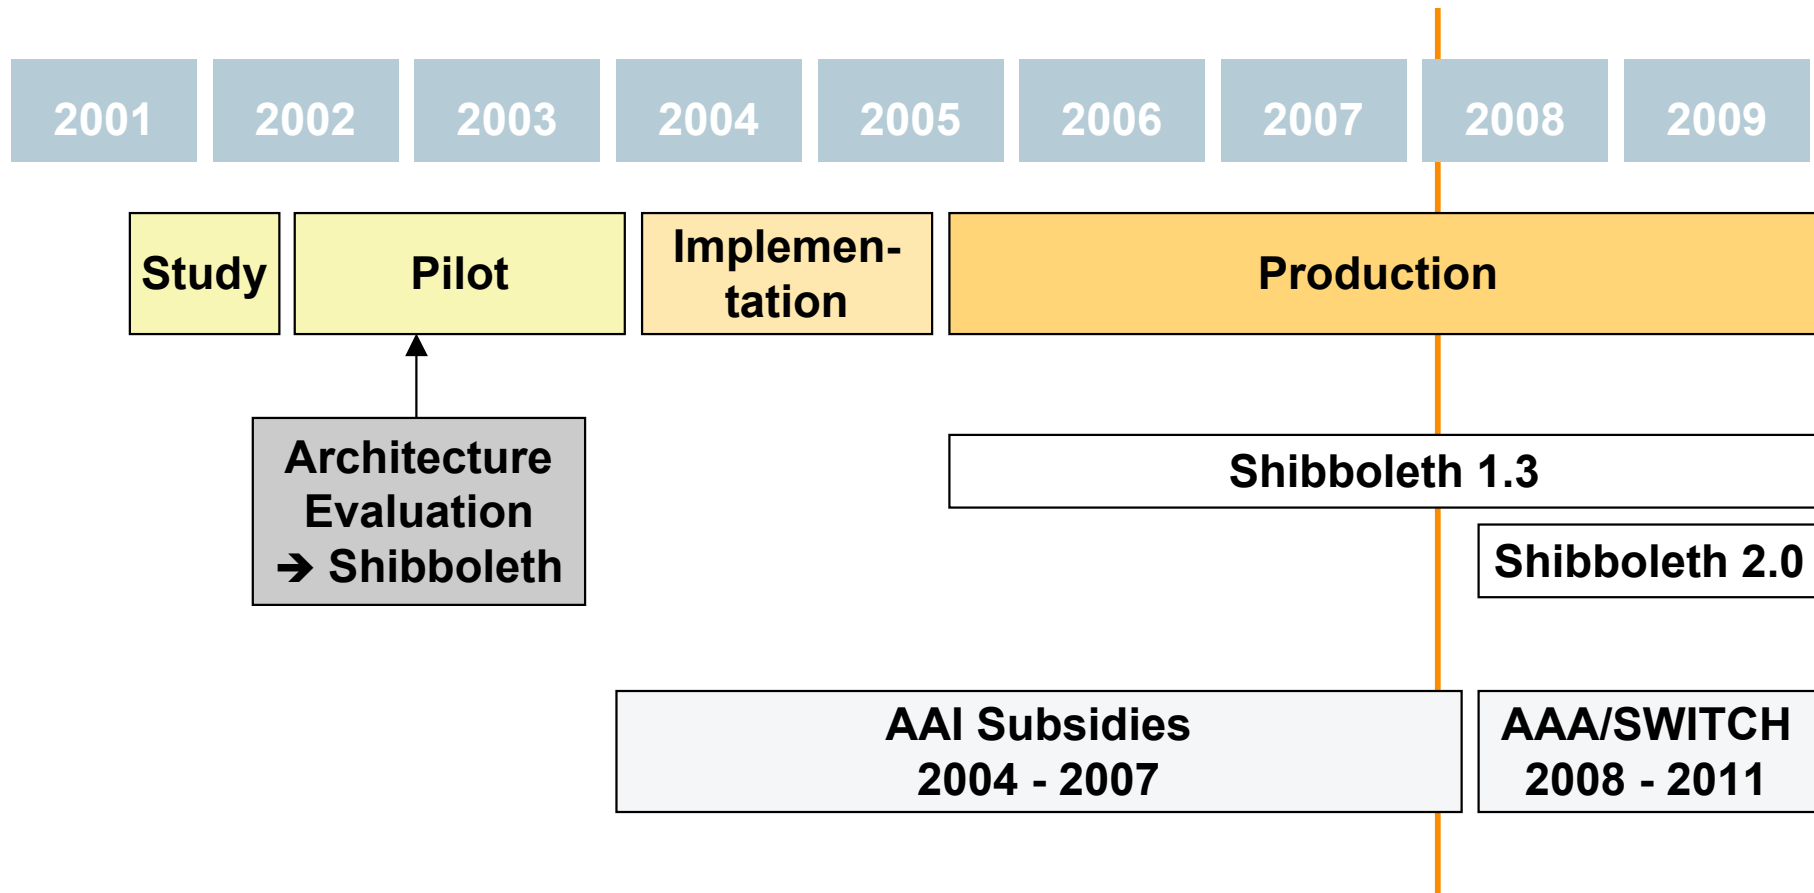 2001 2002 2003 2004 2005 2006 2007 2008 2009
Study
Pilot
Implemen-
tation
Production
Architecture
Evaluation
➔ Shibboleth
Shibboleth 1.3
Shibboleth 2.0
AAI Subsidies
2004 - 2007
AAA/SWITCH
2008 - 2011